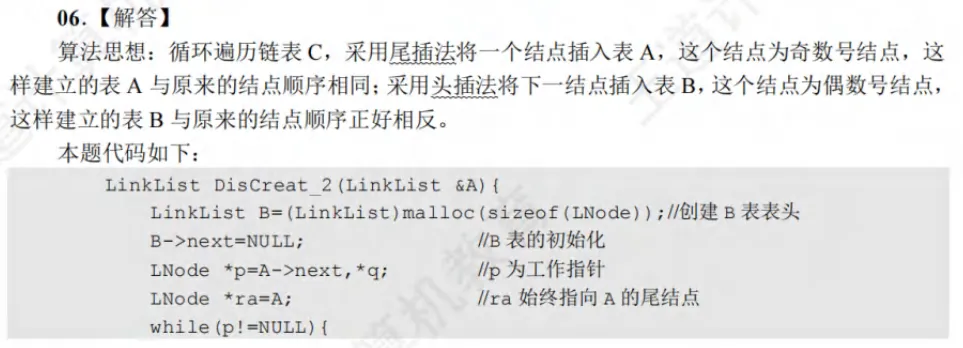 06.【解答】
算法思想：循环遍历链表 C，采用尾插法将一个结点插入表 A，这个结点为奇数号结点，这
样建立的表 A 与原来的结点顺序相同；采用头插法将下一结点插入表 B，这个结点为偶数号结点，
这样建立的表 B 与原来的结点顺序正好相反。
本题代码如下：
LinkList DisCreat_2(LinkList &A){
LinkList B=(LinkList)malloc(sizeof(LNode));//创建 B 表表头
B->next=NULL; //B 表的初始化
LNode *p=A->next,*q; //p 为工作指针
LNode *ra=A; //ra 始终指向 A 的尾结点
while(p!=NULL){